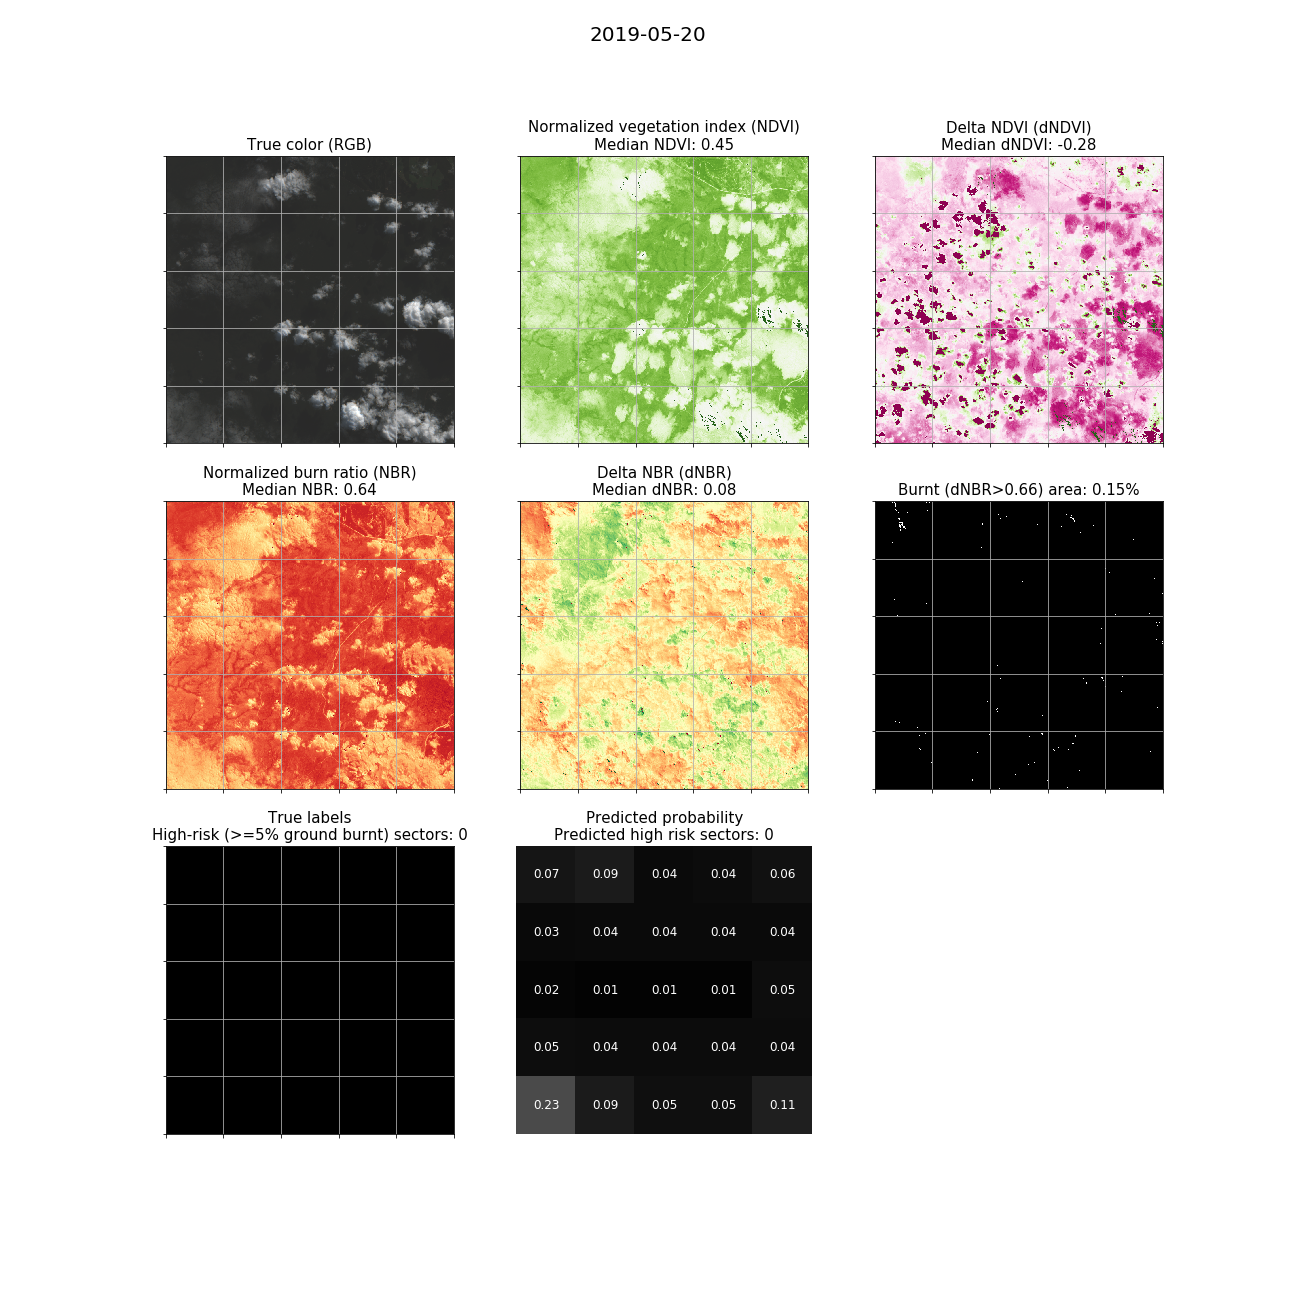 2019-05-20
True color (RGB)
Normalized vegetation index (NDVI)
Median NDVI: 0.45
Delta NDVI (dNDVI)
Median dNDVI: -0.28
Normalized burn ratio (NBR)
Median NBR: 0.64
Delta NBR (dNBR)
Median dNBR: 0.08
Burnt (dNBR>0.66) area: 0.15%
True labels
High-risk (>=5% ground burnt) sectors: 0
Predicted probability
Predicted high risk sectors: 0
0.07 0.09 0.04 0.04 0.06
0.03 0.04 0.04 0.04 0.04
0.02 0.01 0.01 0.01 0.05
0.05 0.04 0.04 0.04 0.04
0.23 0.09 0.05 0.05 0.11